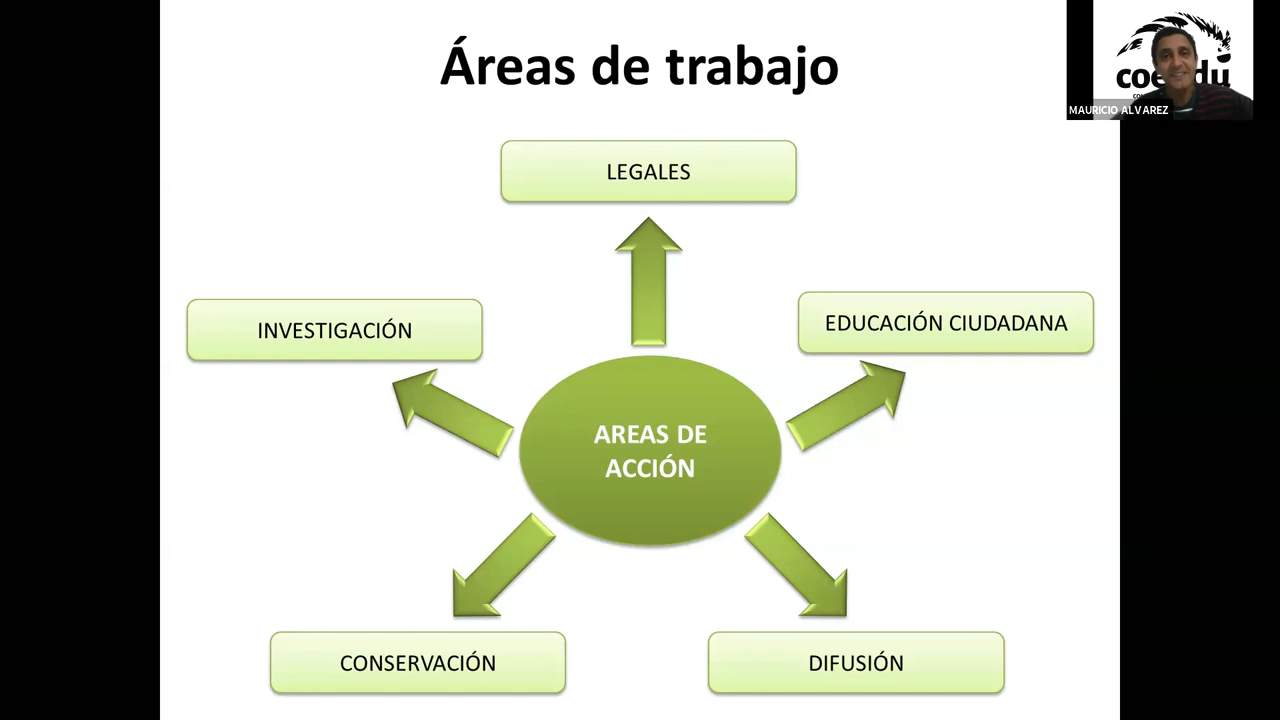 Áreas de trabajo
MAURICIO ALVAREZ
LEGALES
INVESTIGACIÓN
EDUCACIÓN CIUDADANA
AREAS DE
ACCIÓN
CONSERVACIÓN
DIFUSIÓN